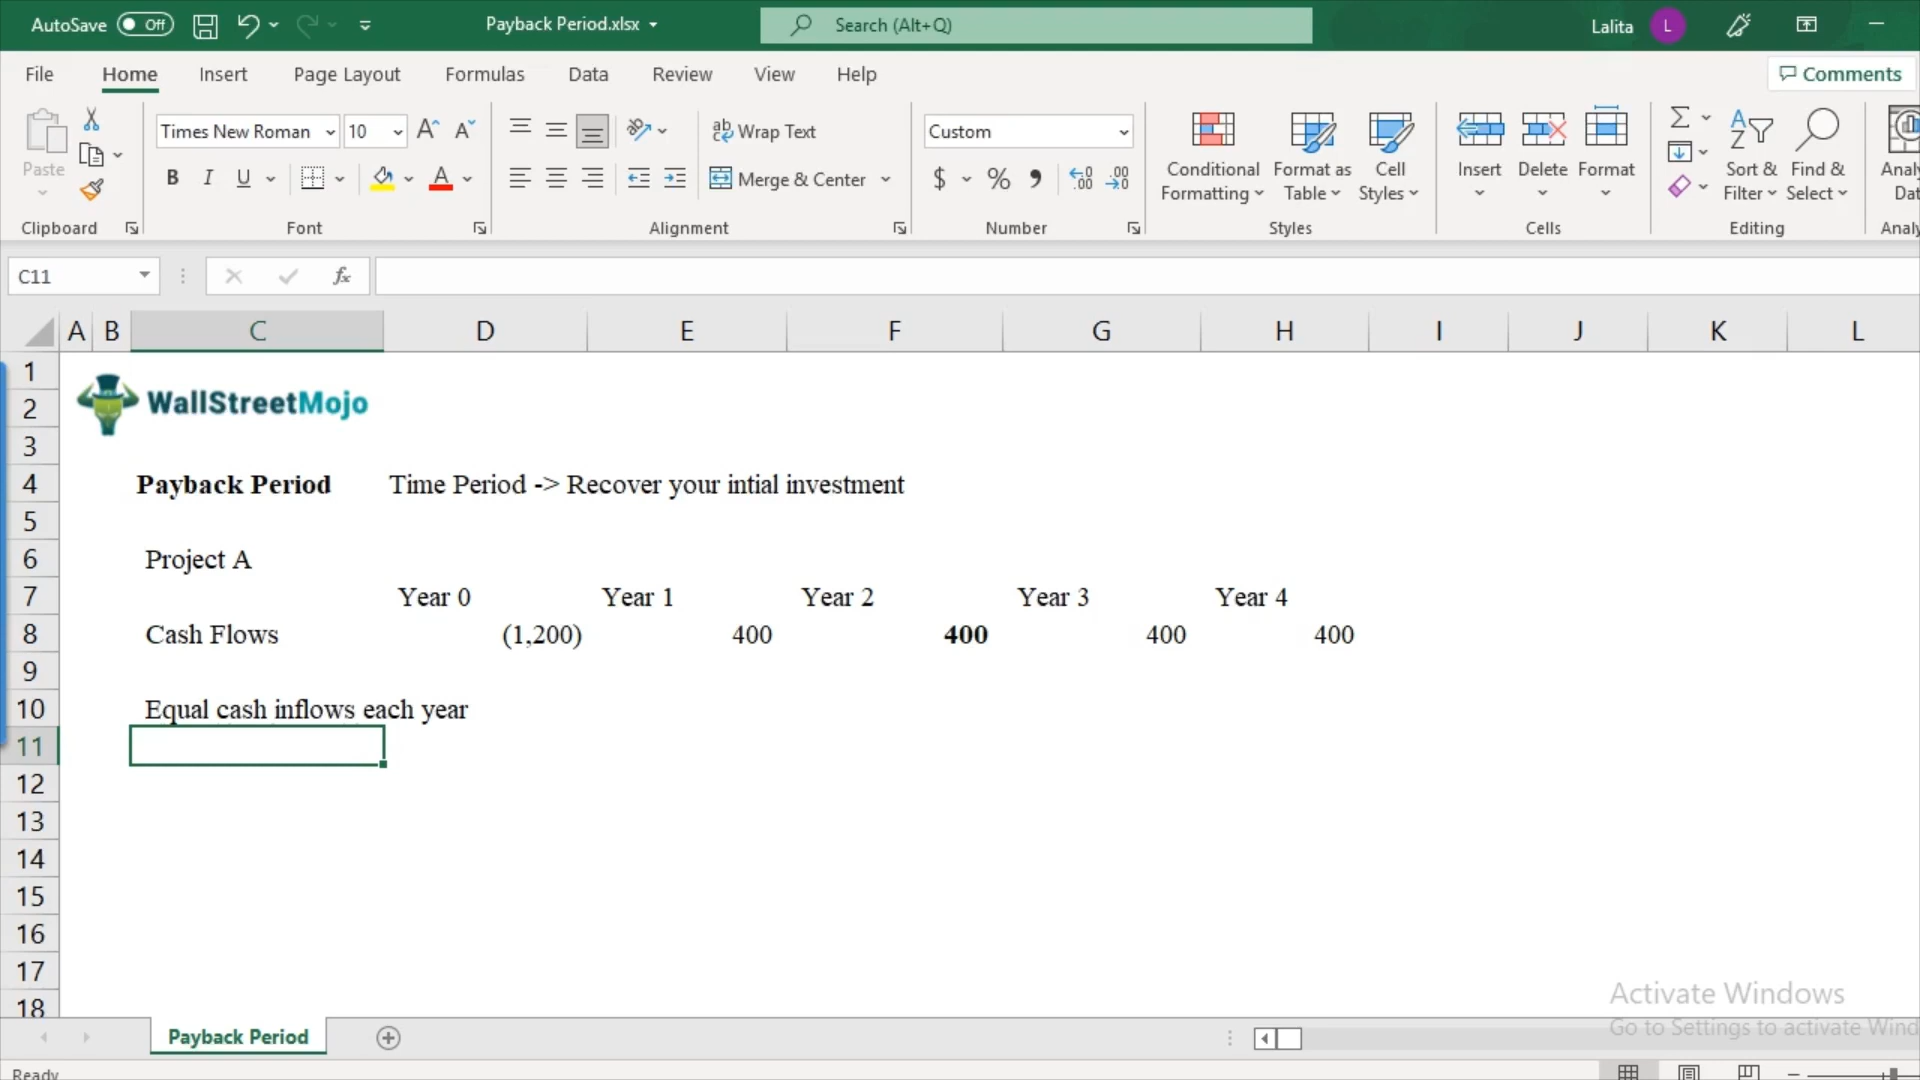 AutoSave Off Payback Period.xlsx Search (Alt+Q) Lalita L
File Home Insert Page Layout Formulas Data Review View Help Comments
Paste Times New Roman 10 Wrap Text Custom Conditional Formatting Format as Table Cell Styles Insert Delete Format Sort & Filter Find & Select
B I U Merge & Center $ % 9
Clipboard Font Alignment Number Styles Cells Editing
C11 fx
A B C D E F G H I J K L
1
2 WallStreetMojo
3
4 Payback Period Time Period -> Recover your intial investment
5
6 Project A
7 Year 0 Year 1 Year 2 Year 3 Year 4
8 Cash Flows (1,200) 400 400 400 400
9
10 Equal cash inflows each year
11
12
13
14
15
16
17
18
Activate Windows
Go to Settings to activate Wind
Payback Period
Ready